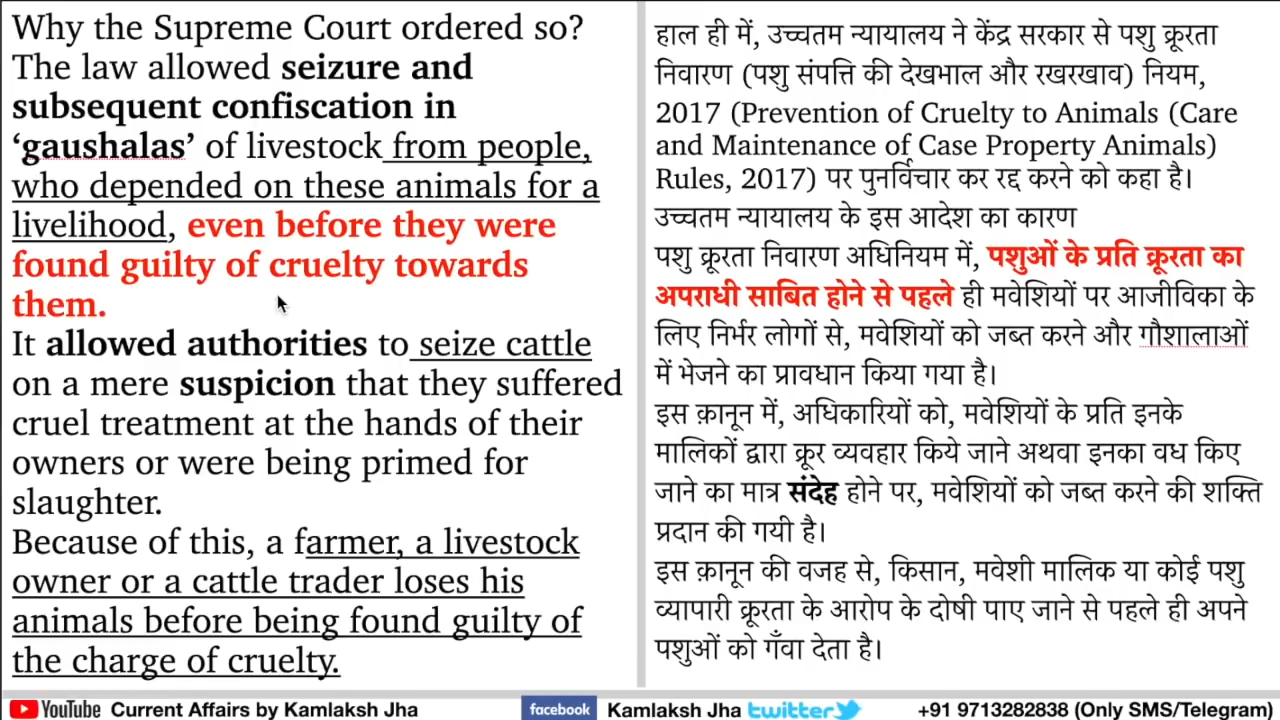 Why the Supreme Court ordered so?
The law allowed seizure and
subsequent confiscation in
‘gaushalas’ of livestock from people,
who depended on these animals for a
livelihood, even before they were
found guilty of cruelty towards
them.
It allowed authorities to seize cattle
on a mere suspicion that they suffered
cruel treatment at the hands of their
owners or were being primed for
slaughter.
Because of this, a farmer, a livestock
owner or a cattle trader loses his
animals before being found guilty of
the charge of cruelty.
हाल ही में, उच्चतम न्यायालय ने केंद्र सरकार से पशु क्रूरता
निवारण (पशु संपत्ति की देखभाल और रखरखाव) नियम,
2017 (Prevention of Cruelty to Animals (Care
and Maintenance of Case Property Animals)
Rules, 2017) पर पुनर्विचार कर रद्द करने को कहा है।
उच्चतम न्यायालय के इस आदेश का कारण
पशु क्रूरता निवारण अधिनियम में, पशुओं के प्रति क्रूरता का
अपराधी साबित होने से पहले ही मवेशियों पर आजीविका के
लिए निर्भर लोगों से, मवेशियों को जब्त करने और गौशालाओं
में भेजने का प्रावधान किया गया है।
इस क़ानून में, अधिकारियों को, मवेशियों के प्रति इनके
मालिकों द्वारा क्रूर व्यवहार किये जाने अथवा इनका वध किए
जाने का मात्र संदेह होने पर, मवेशियों को जब्त करने की शक्ति
प्रदान की गयी है।
इस क़ानून की वजह से, किसान, मवेशी मालिक या कोई पशु
व्यापारी क्रूरता के आरोप के दोषी पाए जाने से पहले ही अपने
पशुओं को गँवा देता है।
YouTube Current Affairs by Kamlaksh Jha facebook Kamlaksh Jha twitter +91 9713282838 (Only SMS/Telegram)